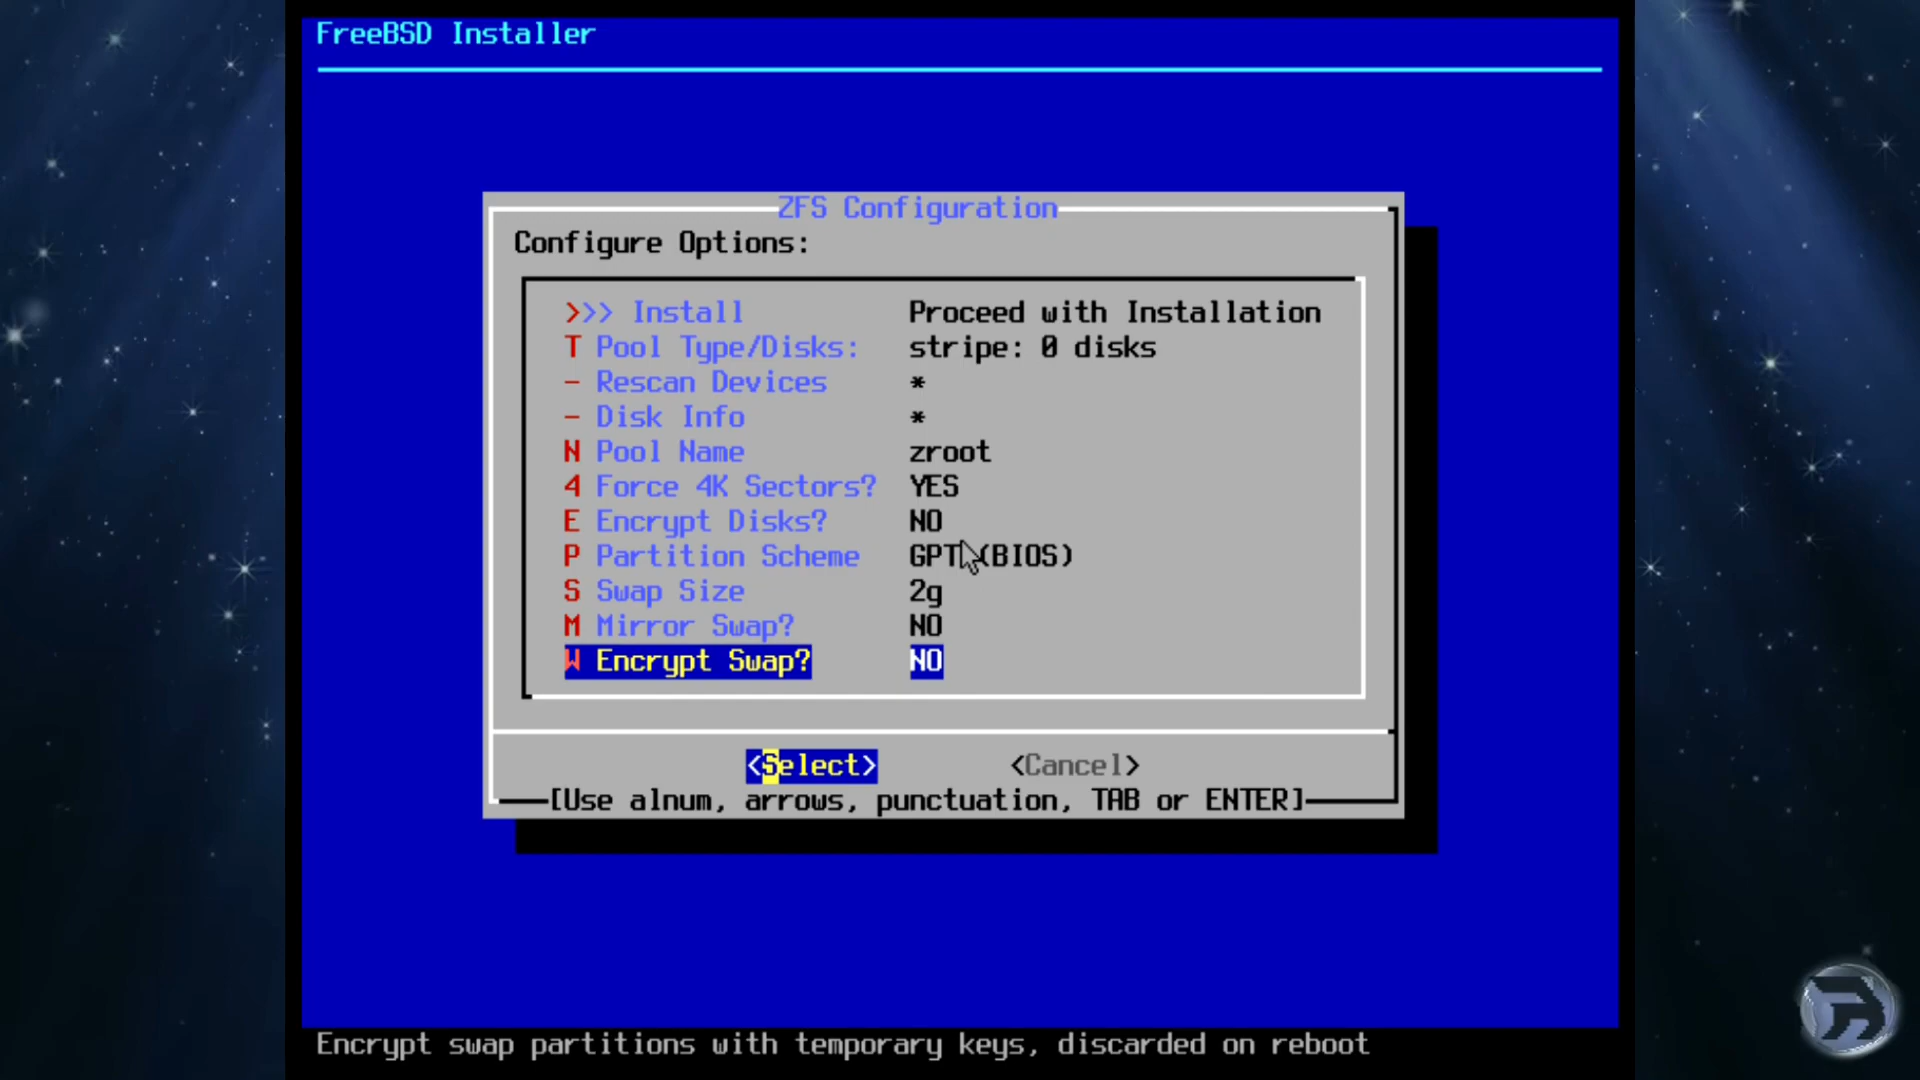 FreeBSD Installer
ZFS Configuration
Configure Options:
>>> Install Proceed with Installation
T Pool Type/Disks: stripe: 0 disks
- Rescan Devices *
- Disk Info *
N Pool Name zroot
4 Force 4K Sectors? YES
E Encrypt Disks? NO
P Partition Scheme GPT (BIOS)
S Swap Size 2g
M Mirror Swap? NO
W Encrypt Swap? NO
<Select> <Cancel>
[Use alnum, arrows, punctuation, TAB or ENTER]
Encrypt swap partitions with temporary keys, discarded on reboot